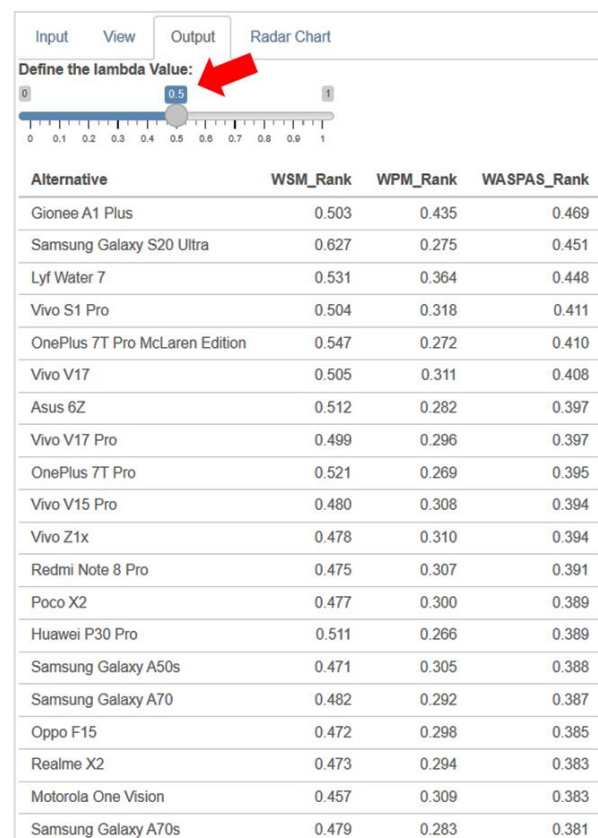 Input View Output Radar Chart
Define the lambda Value:
0 0.5 1
0 0.1 0.2 0.3 0.4 0.5 0.6 0.7 0.8 0.9 1
Alternative WSM_Rank WPM_Rank WASPAS_Rank
Gionee A1 Plus 0.503 0.435 0.469
Samsung Galaxy S20 Ultra 0.627 0.275 0.451
Lyf Water 7 0.531 0.364 0.448
Vivo S1 Pro 0.504 0.318 0.411
OnePlus 7T Pro McLaren Edition 0.547 0.272 0.410
Vivo V17 0.505 0.311 0.408
Asus 6Z 0.512 0.282 0.397
Vivo V17 Pro 0.499 0.296 0.397
OnePlus 7T Pro 0.521 0.269 0.395
Vivo V15 Pro 0.480 0.308 0.394
Vivo Z1x 0.478 0.310 0.394
Redmi Note 8 Pro 0.475 0.307 0.391
Poco X2 0.477 0.300 0.389
Huawei P30 Pro 0.511 0.266 0.389
Samsung Galaxy A50s 0.471 0.305 0.388
Samsung Galaxy A70 0.482 0.292 0.387
Oppo F15 0.472 0.298 0.385
Realme X2 0.473 0.294 0.383
Motorola One Vision 0.457 0.309 0.383
Samsung Galaxy A70s 0.479 0.283 0.381